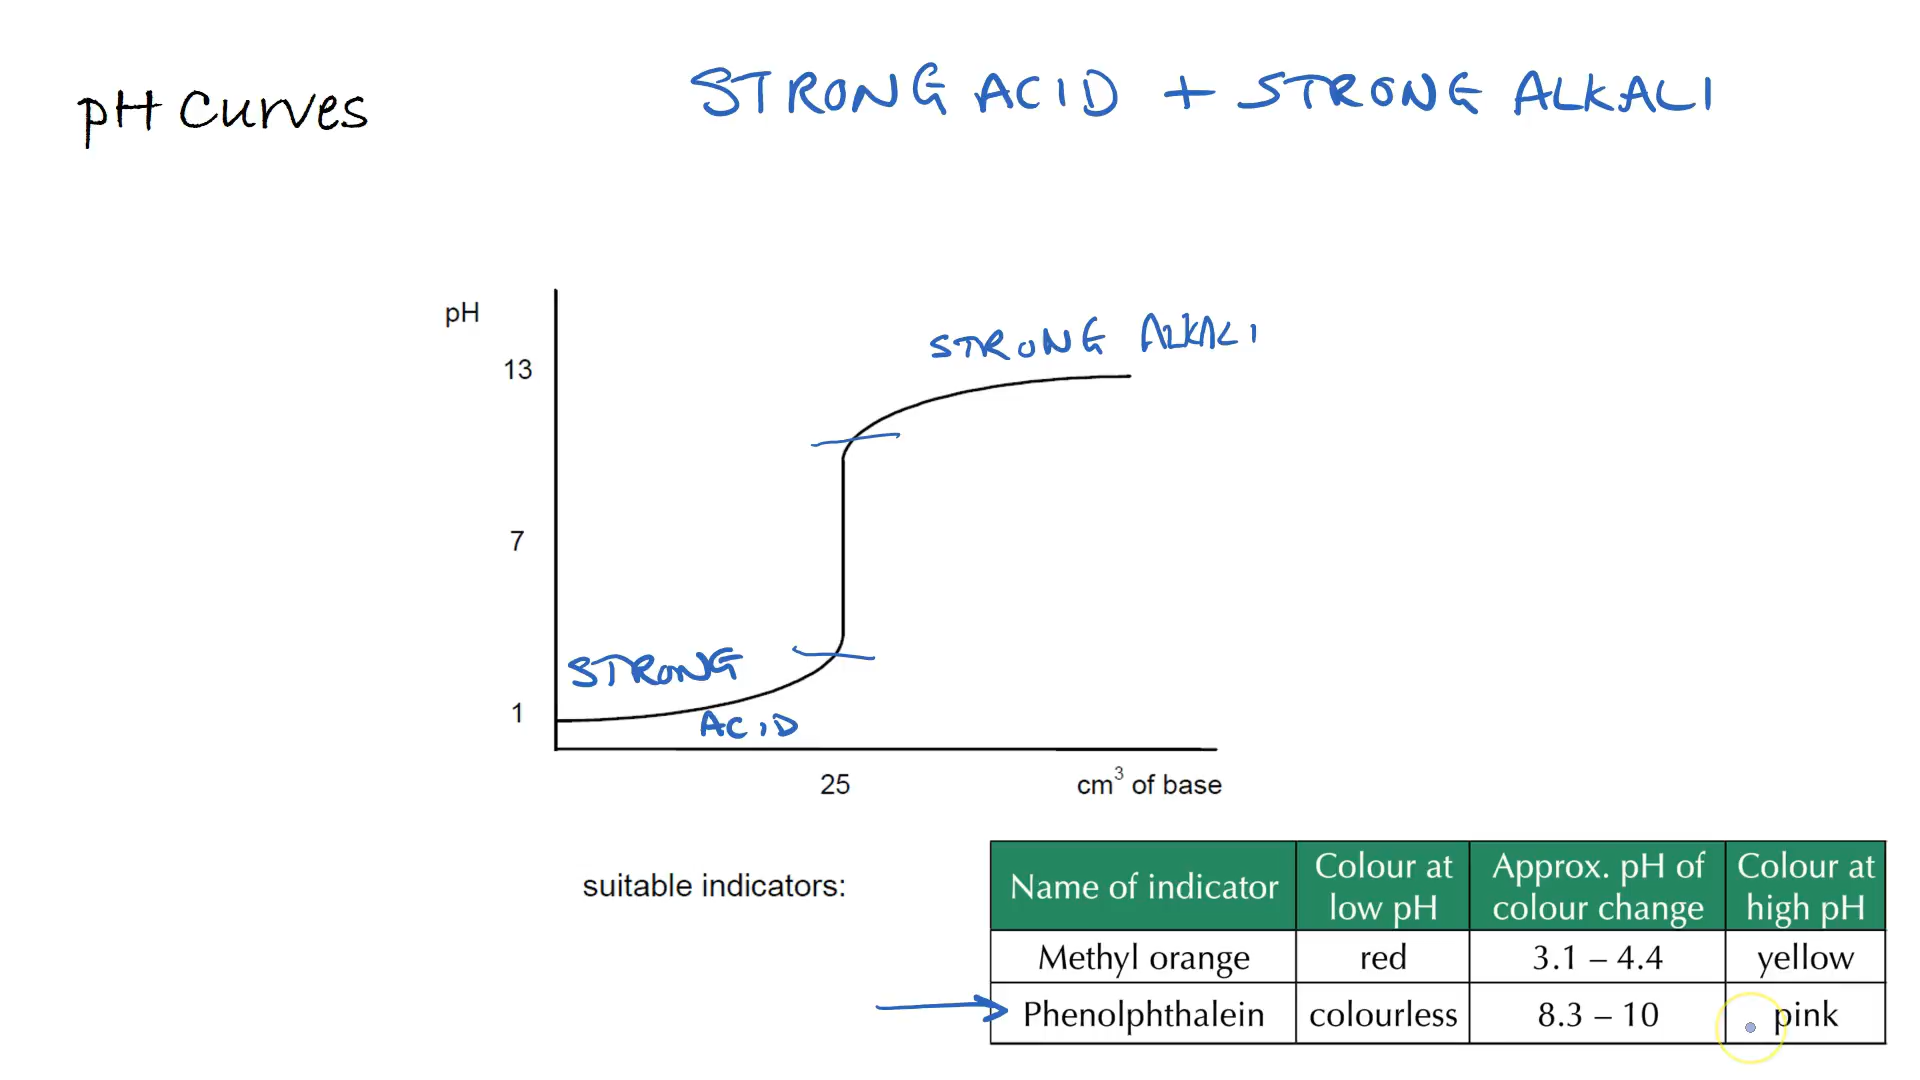 pH Curves
STRONG ACID + STRONG ALKALI
pH
STRONG ALKALI
13
7
STRONG
ACID
1
25
cm³ of base
suitable indicators:
Name of indicator
Colour at
low pH
Approx. pH of
colour change
Colour at
high pH
Methyl orange red 3.1 – 4.4 yellow
Phenolphthalein colourless 8.3 – 10 pink